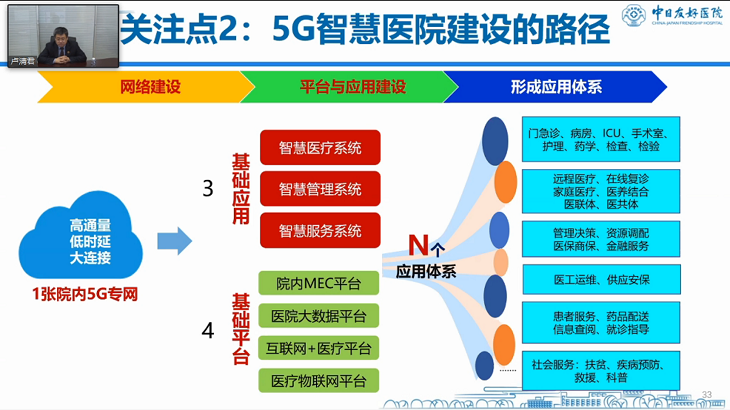 关注点2：5G智慧医院建设的路径
中日友好医院
CHINA-JAPAN FRIENDSHIP HOSPITAL
卢清君
网络建设
平台与应用建设
形成应用体系
高通量
低时延
大连接
1张院内5G专网
3
基础应用
智慧医疗系统
智慧管理系统
智慧服务系统
4
基础平台
院内MEC平台
医院大数据平台
互联网+医疗平台
医疗物联网平台
N个
应用体系
门急诊、病房、ICU、手术室、
护理、药学、检查、检验
远程医疗、在线复诊
家庭医疗、医养结合
医联体、医共体
管理决策、资源调配
医保商保、金融服务
医工运维、供应安保
患者服务、药品配送
信息查阅、就诊指导
社会服务：扶贫、疾病预防、
救援、科普
......
33